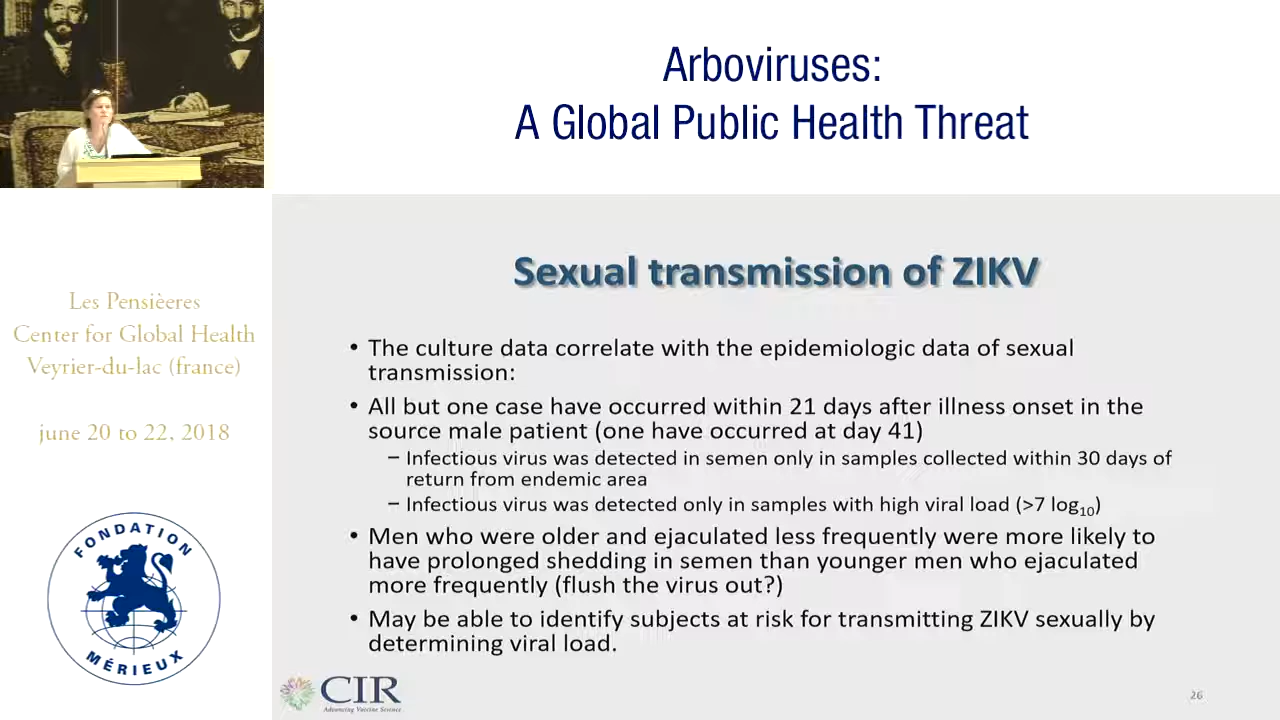 Arboviruses:
A Global Public Health Threat
Les Pensièeres
Center for Global Health
Veyrier-du-lac (france)
june 20 to 22, 2018
FONDATION
MÉRIEUX
Sexual transmission of ZIKV
• The culture data correlate with the epidemiologic data of sexual
transmission:
• All but one case have occurred within 21 days after illness onset in the
source male patient (one have occurred at day 41)
– Infectious virus was detected in semen only in samples collected within 30 days of
return from endemic area
– Infectious virus was detected only in samples with high viral load (>7 log10)
• Men who were older and ejaculated less frequently were more likely to
have prolonged shedding in semen than younger men who ejaculated
more frequently (flush the virus out?)
• May be able to identify subjects at risk for transmitting ZIKV sexually by
determining viral load.
CIR
Advancing Vaccine Science
26